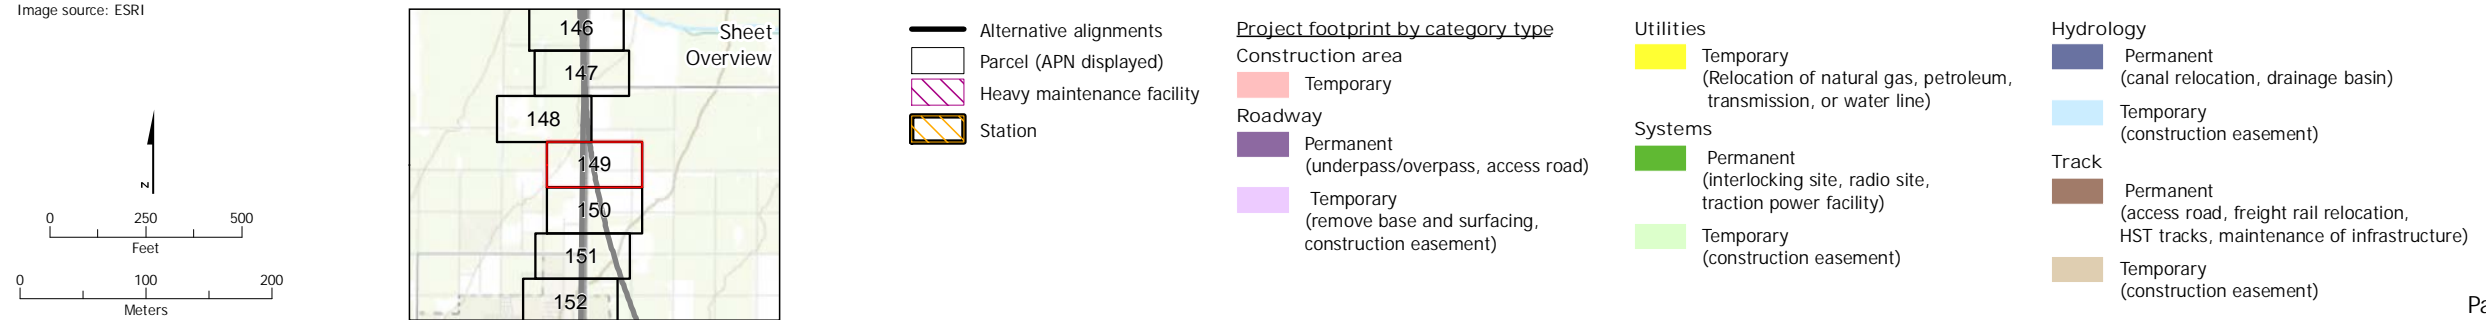 Image source: ESRI
N
0 250 500
Feet
0 100 200
Meters
Sheet
Overview
146
147
148
149
150
151
152
Alternative alignments
Parcel (APN displayed)
Heavy maintenance facility
Station
Project footprint by category type
Construction area
Temporary
Roadway
Permanent
(underpass/overpass, access road)
Temporary
(remove base and surfacing,
construction easement)
Utilities
Temporary
(Relocation of natural gas, petroleum,
transmission, or water line)
Systems
Permanent
(interlocking site, radio site,
traction power facility)
Temporary
(construction easement)
Hydrology
Permanent
(canal relocation, drainage basin)
Temporary
(construction easement)
Track
Permanent
(access road, freight rail relocation,
HST tracks, maintenance of infrastructure)
Temporary
(construction easement)